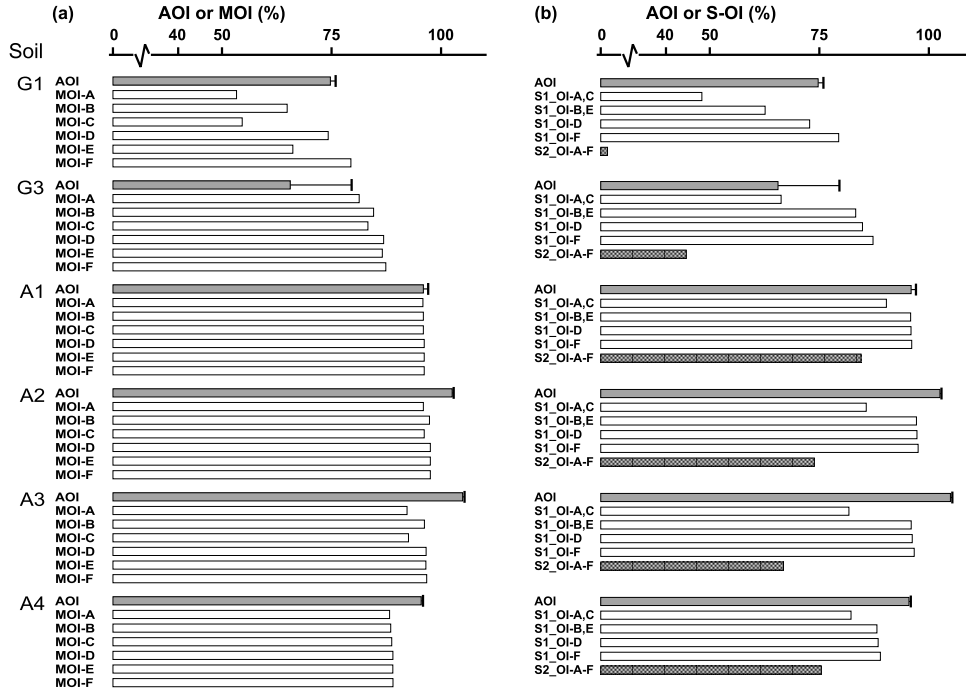 (a) AOI or MOI (%)
0 40 50 75 100
Soil
G1
AOI
MOI-A
MOI-B
MOI-C
MOI-D
MOI-E
MOI-F
G3
AOI
MOI-A
MOI-B
MOI-C
MOI-D
MOI-E
MOI-F
A1
AOI
MOI-A
MOI-B
MOI-C
MOI-D
MOI-E
MOI-F
A2
AOI
MOI-A
MOI-B
MOI-C
MOI-D
MOI-E
MOI-F
A3
AOI
MOI-A
MOI-B
MOI-C
MOI-D
MOI-E
MOI-F
A4
AOI
MOI-A
MOI-B
MOI-C
MOI-D
MOI-E
MOI-F
(b) AOI or S-OI (%)
0 40 50 75 100
AOI
S1_OI-A,C
S1_OI-B,E
S1_OI-D
S1_OI-F
S2_OI-A-F
AOI
S1_OI-A,C
S1_OI-B,E
S1_OI-D
S1_OI-F
S2_OI-A-F
AOI
S1_OI-A,C
S1_OI-B,E
S1_OI-D
S1_OI-F
S2_OI-A-F
AOI
S1_OI-A,C
S1_OI-B,E
S1_OI-D
S1_OI-F
S2_OI-A-F
AOI
S1_OI-A,C
S1_OI-B,E
S1_OI-D
S1_OI-F
S2_OI-A-F
AOI
S1_OI-A,C
S1_OI-B,E
S1_OI-D
S1_OI-F
S2_OI-A-F